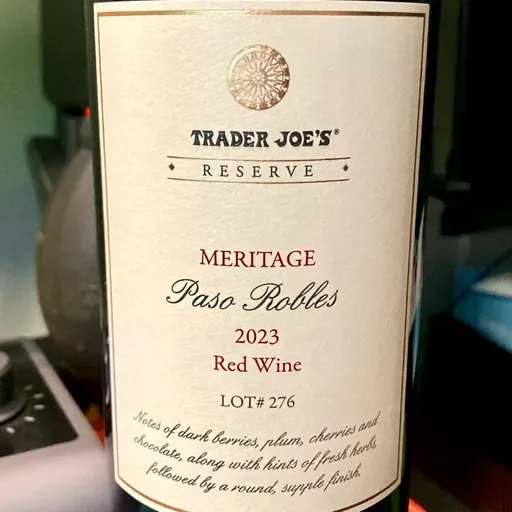 TRADER JOE'S®
RESERVE
MERITAGE
Paso Robles
2023
Red Wine
LOT# 276
Notes of dark berries, plum, cherries and
chocolate, along with hints of fresh herbs,
followed by a round, supple finish.